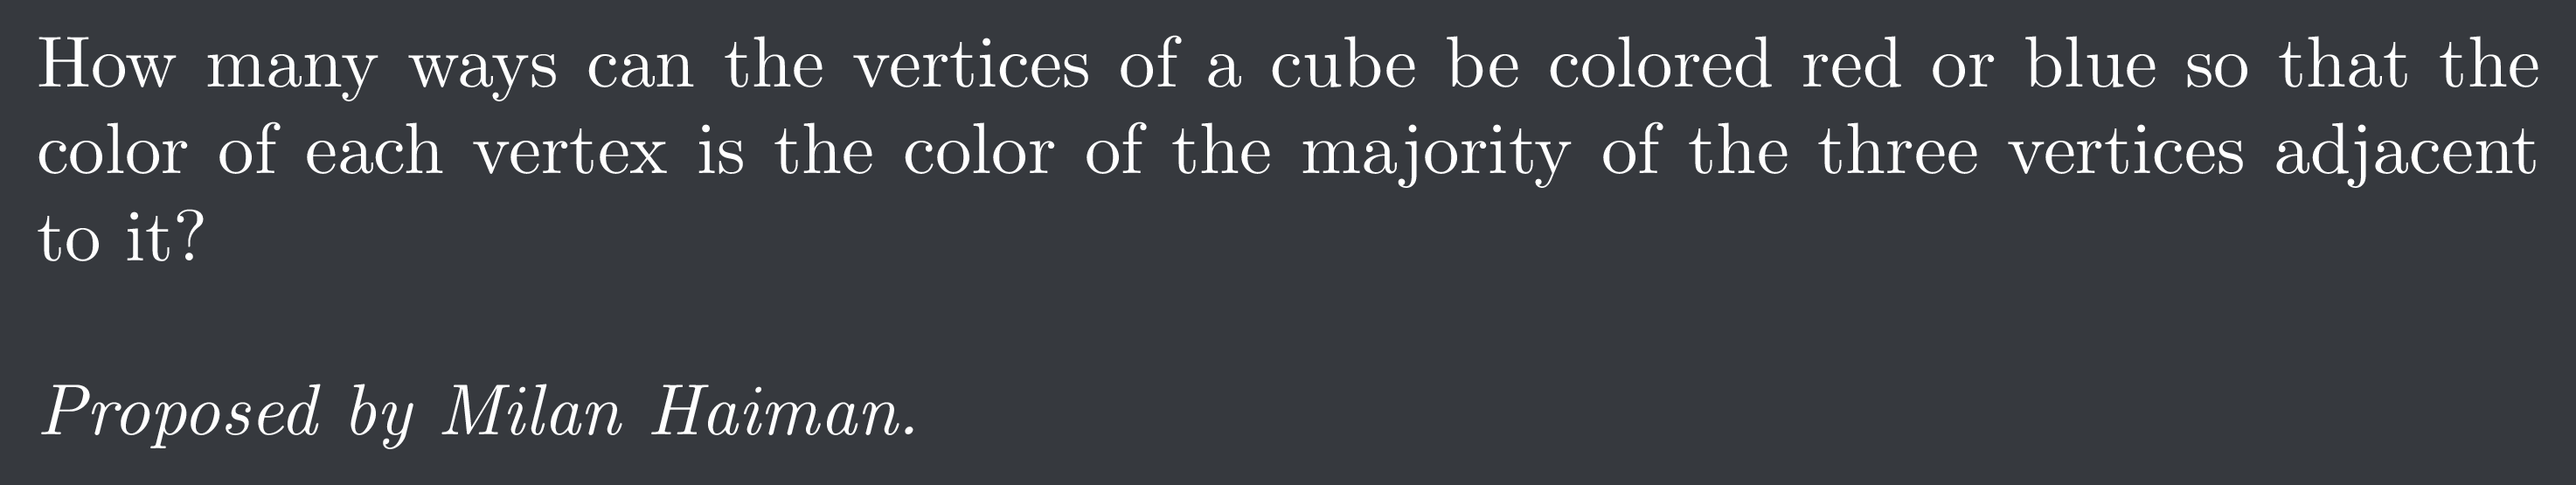 How many ways can the vertices of a cube be colored red or blue so that the
color of each vertex is the color of the majority of the three vertices adjacent
to it?
Proposed by Milan Haiman.